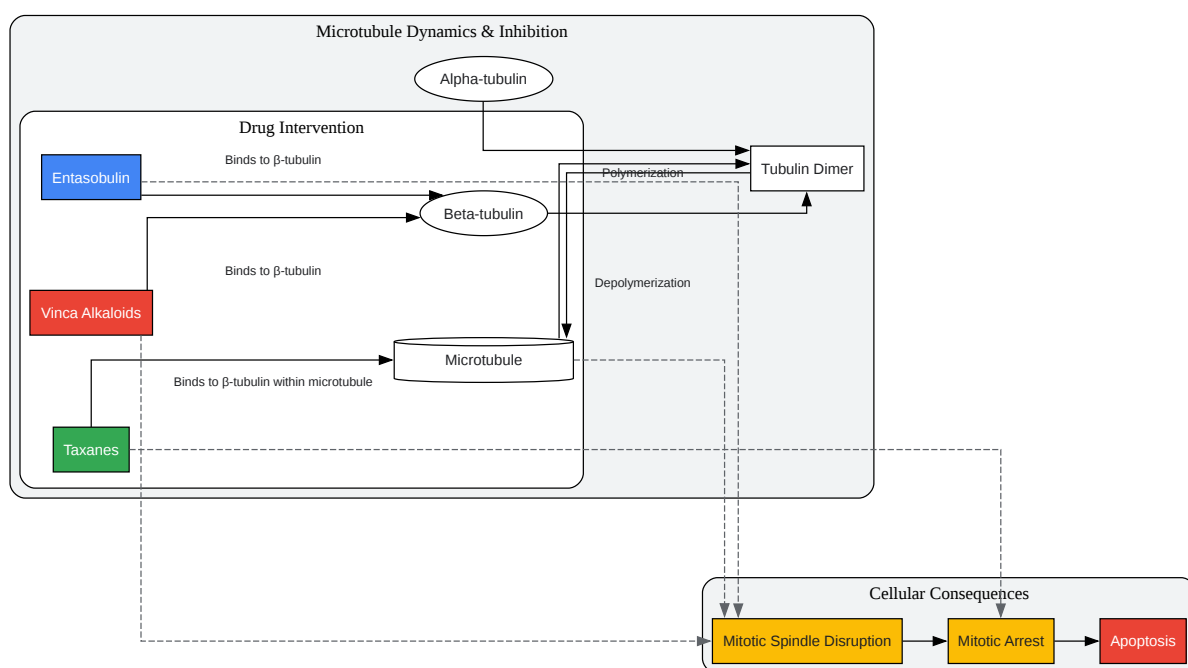 Microtubule Dynamics & Inhibition
Alpha-tubulin
Drug Intervention
Binds to β-tubulin
Entasobulin
Tubulin Dimer
Polymerization
Beta-tubulin
Binds to β-tubulin
Depolymerization
Vinca Alkaloids
Microtubule
Binds to β-tubulin within microtubule
Taxanes
Cellular Consequences
Mitotic Spindle Disruption
Mitotic Arrest
Apoptosis